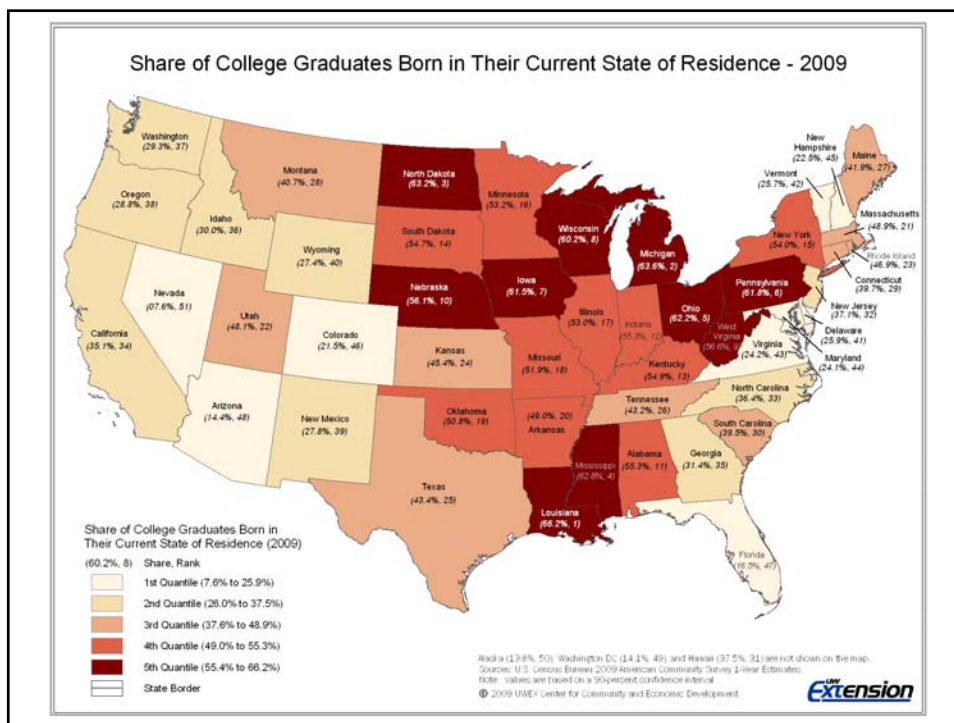 Share of College Graduates Born in Their Current State of Residence - 2009
Washington
(29.3%, 37)
Oregon
(28.8%, 38)
California
(35.1%, 34)
Nevada
(07.6%, 51)
Idaho
(30.0%, 36)
Montana
(40.7%, 28)
Wyoming
(27.4%, 40)
Utah
(48.1%, 22)
Colorado
(21.5%, 46)
Arizona
(14.4%, 48)
New Mexico
(27.8%, 39)
North Dakota
(63.2%, 3)
South Dakota
(54.7%, 14)
Nebraska
(56.1%, 10)
Kansas
(45.4%, 24)
Oklahoma
(50.8%, 19)
Texas
(43.4%, 25)
Minnesota
(53.2%, 16)
Iowa
(61.5%, 7)
Missouri
(51.9%, 18)
(49.0%, 20)
Arkansas
Louisiana
(66.2%, 1)
Wisconsin
(60.2%, 8)
Illinois
(53.0%, 17)
Michigan
(63.6%, 2)
Indiana
(55.3%, 12)
Ohio
(62.2%, 5)
Kentucky
(54.9%, 13)
Tennessee
(43.2%, 26)
Mississippi
(62.8%, 4)
Alabama
(55.3%, 11)
Georgia
(31.4%, 35)
Florida
(16.5%, 47)
South Carolina
(39.5%, 30)
North Carolina
(36.4%, 33)
Virginia
(24.2%, 43)
West
Virginia
(56.6%, 9)
Pennsylvania
(61.8%, 6)
New York
(54.0%, 15)
New
Hampshire
(22.5%, 45)
Vermont
(25.7%, 42)
Maine
(41.9%, 27)
Massachusetts
(48.9%, 21)
Rhode Island
(46.9%, 23)
Connecticut
(39.7%, 29)
New Jersey
(37.1%, 32)
Delaware
(25.9%, 41)
Maryland
(24.1%, 44)
Share of College Graduates Born in
Their Current State of Residence (2009)
(60.2%, 8) Share, Rank
1st Quantile (7.6% to 25.9%)
2nd Quantile (26.0% to 37.5%)
3rd Quantile (37.6% to 48.9%)
4th Quantile (49.0% to 55.3%)
5th Quantile (55.4% to 66.2%)
State Border
Alaska (13.8%, 50), Washington DC (14.1%, 49), and Hawaii (37.5%, 31) are not shown on the map.
Sources: U.S. Census Bureau 2009 American Community Survey 1-Year Estimates.
Note: Values are based on a 90-percent confidence interval
© 2009 UWEX Center for Community and Economic Development
UW
Extension